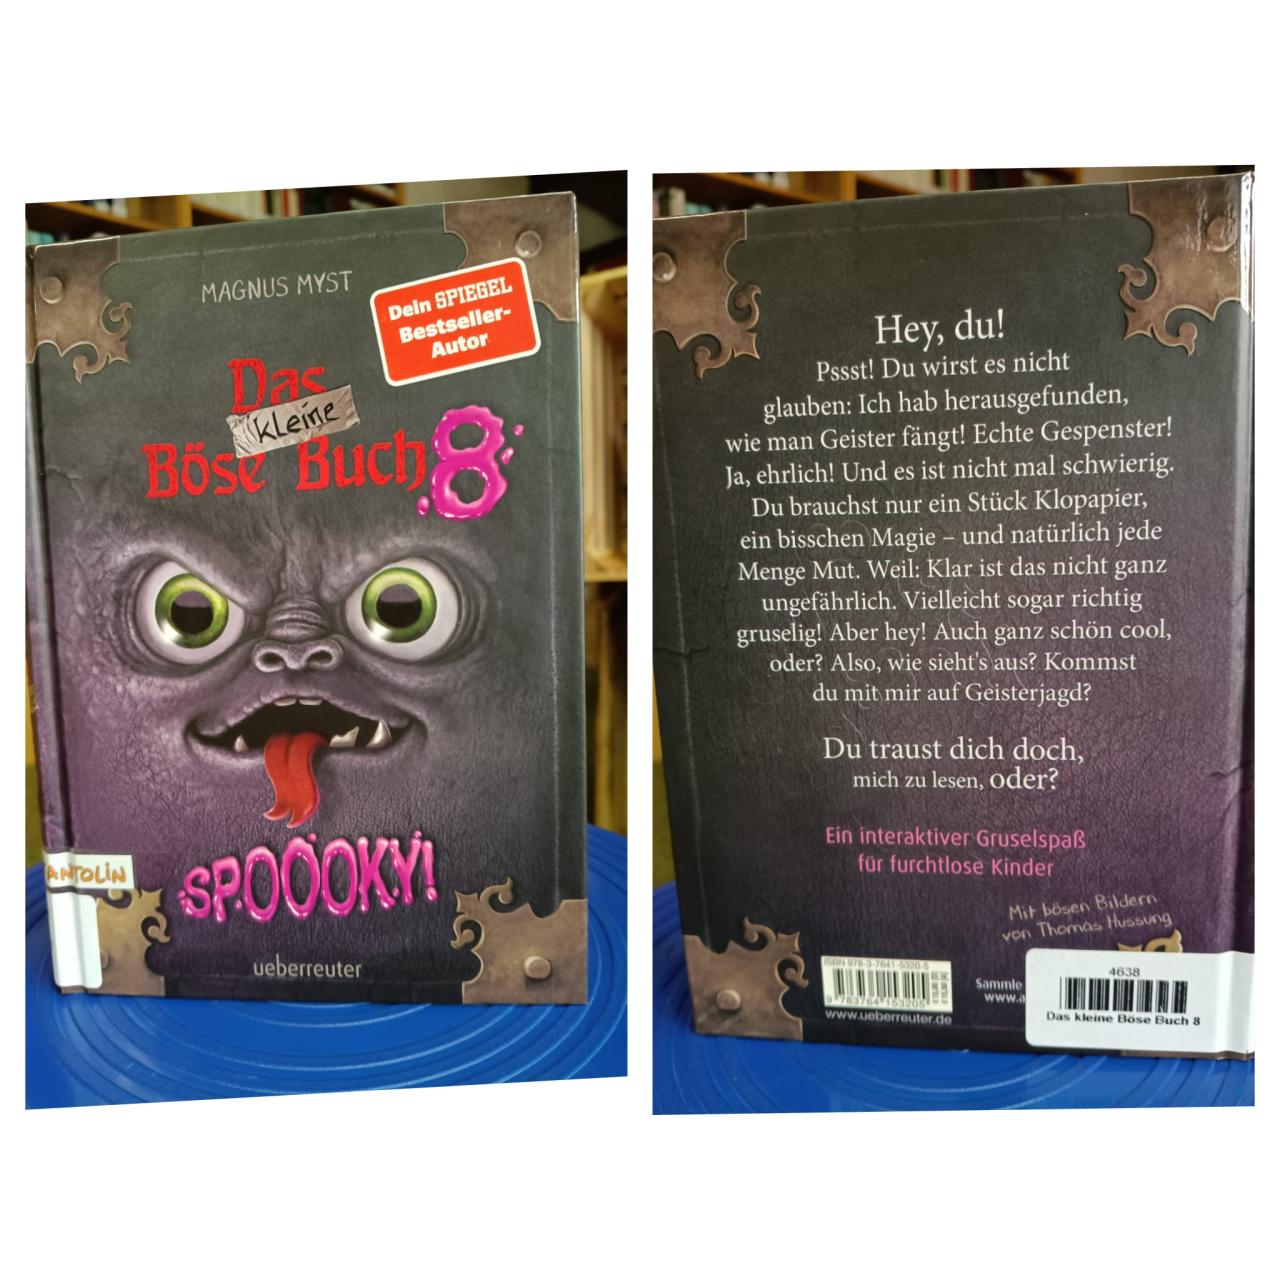 MAGNUS MYST
Dein SPIEGEL
Bestseller-
Autor
Das
kleine
Böse Buch 8
SPOOOKY!
ANTOLIN
ueberreuter
Hey, du!
Pssst! Du wirst es nicht
glauben: Ich hab herausgefunden,
wie man Geister fängt! Echte Gespenster!
Ja, ehrlich! Und es ist nicht mal schwierig.
Du brauchst nur ein Stück Klopapier,
ein bisschen Magie – und natürlich jede
Menge Mut. Weil: Klar ist das nicht ganz
ungefährlich. Vielleicht sogar richtig
gruselig! Aber hey! Auch ganz schön cool,
oder? Also, wie sieht's aus? Kommst
du mit mir auf Geisterjagd?
Du traust dich doch,
mich zu lesen, oder?
Ein interaktiver Gruselspaß
für furchtlose Kinder
Mit bösen Bildern
von Thomas Hussung
ISBN 978-3-7641-5320-5
9 783764 153205
www.ueberreuter.de
Sammle
www.a
4638
Das kleine Böse Buch 8